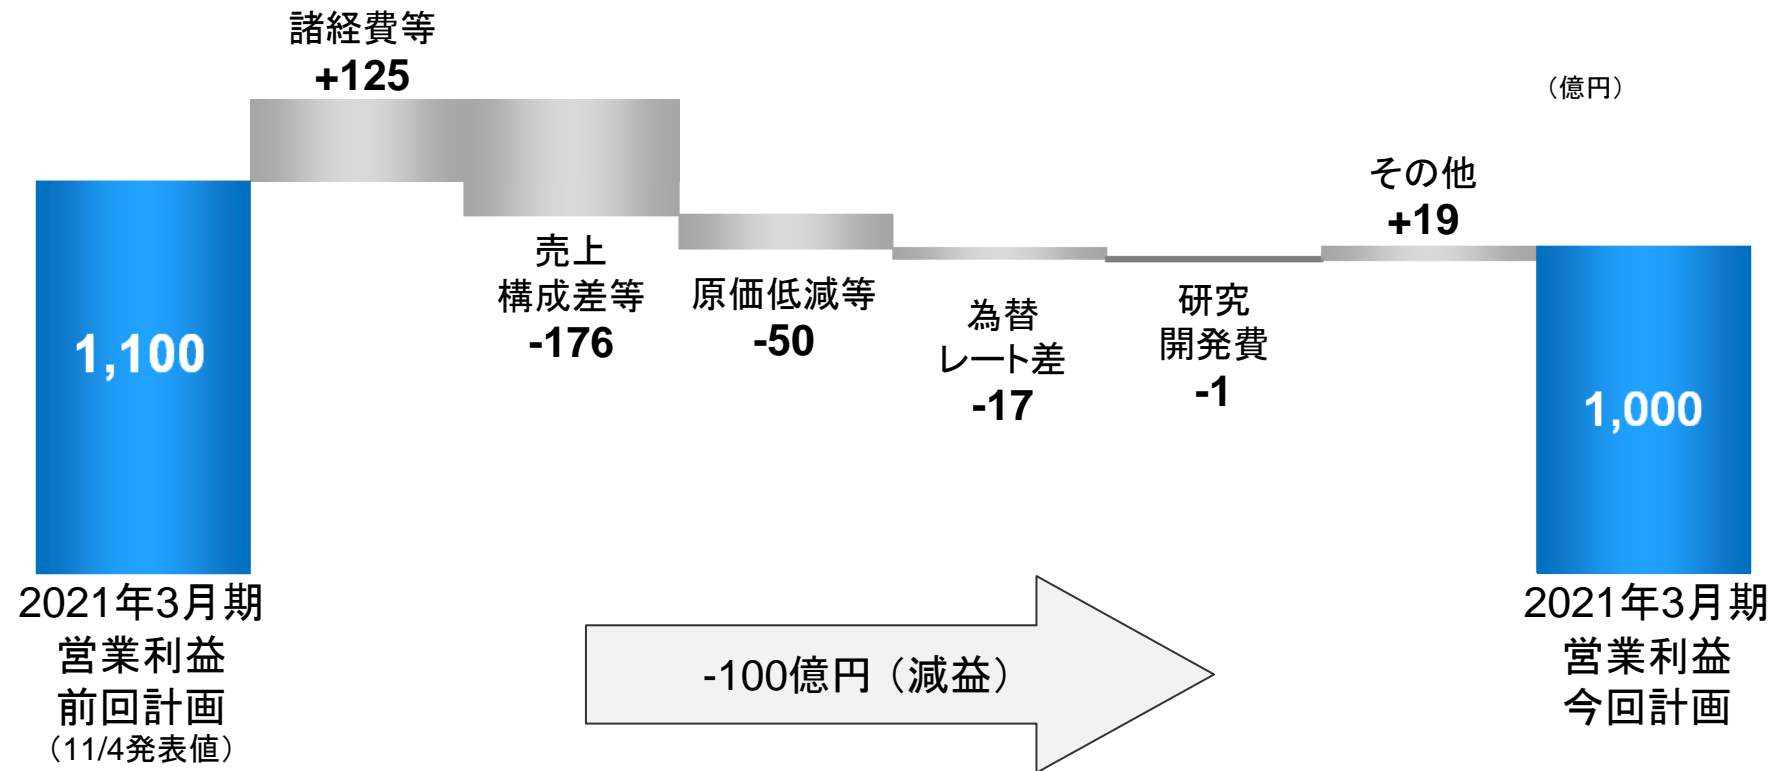 諸経費等
+125
（億円）
その他
+19
売上
構成差等
-176
原価低減等
-50
為替
レート差
-17
研究
開発費
-1
1,100
1,000
2021年3月期
営業利益
前回計画
（11/4発表値）
-100億円（減益）
2021年3月期
営業利益
今回計画